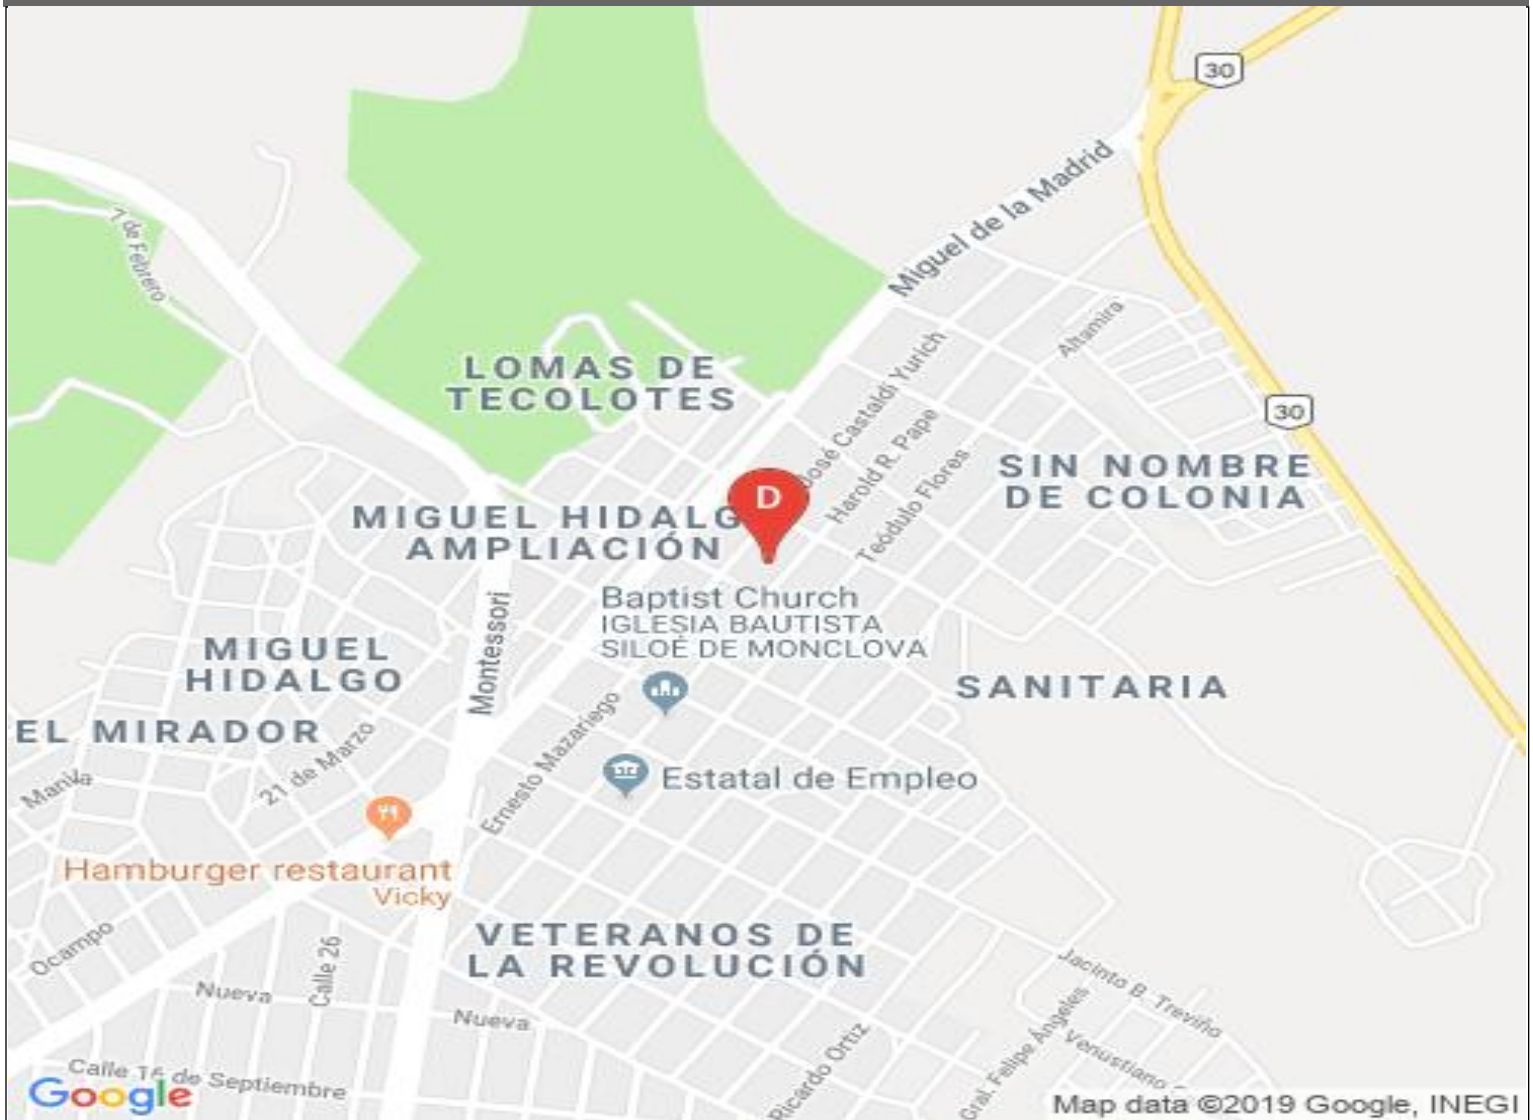 30
Miguel de la Madrid
7 de Febrero
Altamira
LOMAS DE
TECOLOTES
José Castaldi Yurich
30
Harold R. Pape
SIN NOMBRE
DE COLONIA
Teódulo Flores
D
MIGUEL HIDALG
AMPLIACIÓN
Montessori
Baptist Church
IGLESIA BAUTISTA
SILOÉ DE MONCLOVA
MIGUEL
HIDALGO
SANITARIA
EL MIRADOR
Ernesto Mazariego
21 de Marzo
Manila
Estatal de Empleo
Hamburger restaurant
Vicky
VETERANOS DE
LA REVOLUCIÓN
Ocampo
Calle 26
Nueva
Nueva
Jacinto B. Treviño
Gral. Felipe Ángeles
Venustiano
Ricardo Ortiz
Calle 16 de Septiembre
Google
Map data ©2019 Google, INEGI